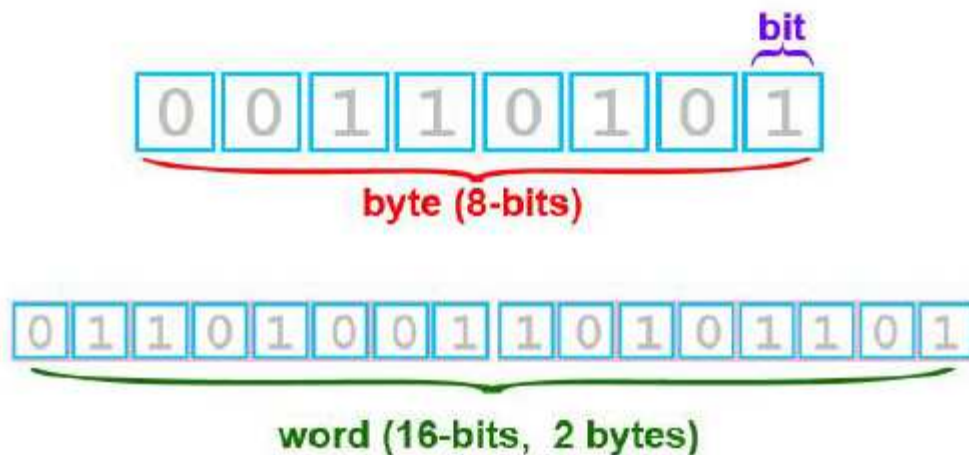 bit
0 0 1 1 0 1 0 1
byte (8-bits)
0 1 1 0 1 0 0 1 1 0 1 0 1 1 0 1
word (16-bits, 2 bytes)